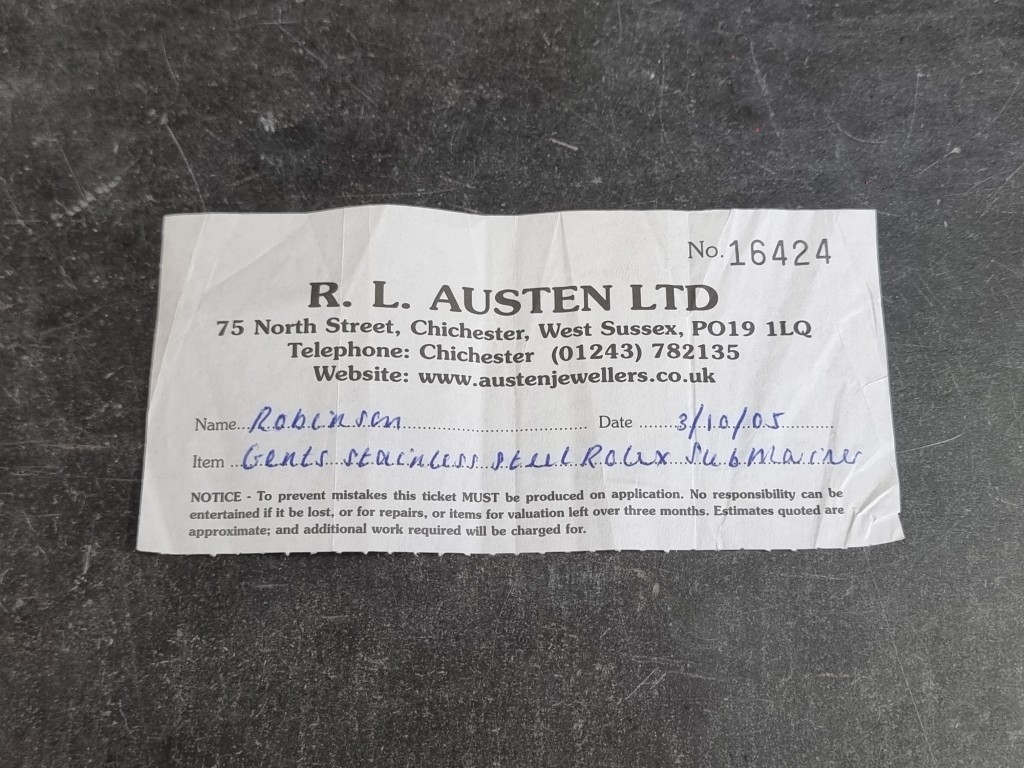 No. 16424
R. L. AUSTEN LTD
75 North Street, Chichester, West Sussex, PO19 1LQ
Telephone: Chichester (01243) 782135
Website: www.austenjewellers.co.uk
Name Robinson Date 3/10/05
Item Gents stainless steel Rolex Submariner
NOTICE - To prevent mistakes this ticket MUST be produced on application. No responsibility can be
entertained if it be lost, or for repairs, or items for valuation left over three months. Estimates quoted are
approximate; and additional work required will be charged for.